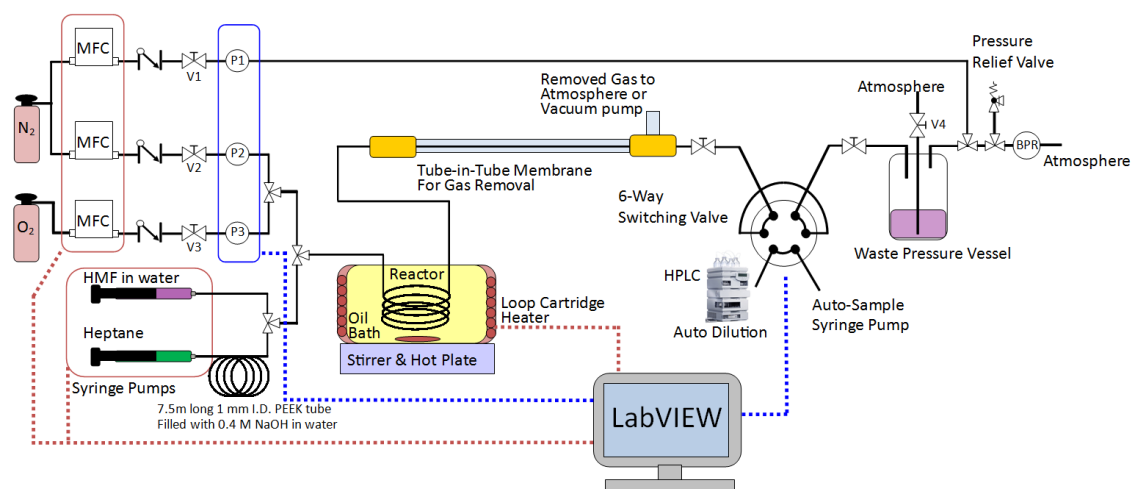 MFC
V1
P1
N₂
MFC
V2
P2
O₂
MFC
V3
P3
Removed Gas to
Atmosphere or
Vacuum pump
Tube-in-Tube Membrane
For Gas Removal
Pressure
Relief Valve
Atmosphere
V4
BPR
Atmosphere
6-Way
Switching Valve
Waste Pressure Vessel
HMF in water
Heptane
Syringe Pumps
7.5m long 1 mm I.D. PEEK tube
Filled with 0.4 M NaOH in water
Reactor
Oil
Bath
Loop Cartridge
Heater
Stirrer & Hot Plate
HPLC
Auto Dilution
Auto-Sample
Syringe Pump
LabVIEW